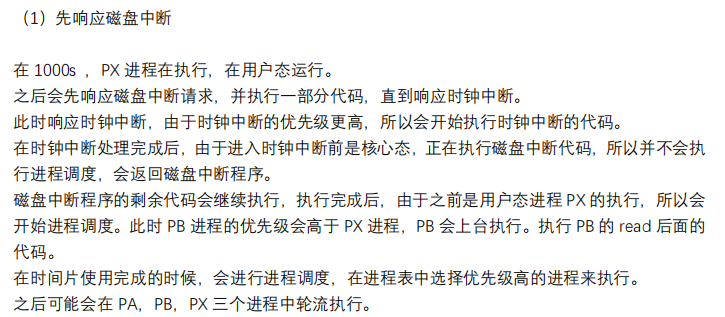 （1）先响应磁盘中断
在 1000s ，PX 进程在执行，在用户态运行。
之后会先响应磁盘中断请求，并执行一部分代码，直到响应时钟中断。
此时响应时钟中断，由于时钟中断的优先级更高，所以会开始执行时钟中断的代码。
在时钟中断处理完成后，由于进入时钟中断前是核心态，正在执行磁盘中断代码，所以并不会执
行进程调度，会返回磁盘中断程序。
磁盘中断程序的剩余代码会继续执行，执行完成后，由于之前是用户态进程 PX 的执行，所以会
开始进程调度。此时 PB 进程的优先级会高于 PX 进程，PB 会上台执行。执行 PB 的 read 后面的
代码。
在时间片使用完成的时候，会进行进程调度，在进程表中选择优先级高的进程来执行。
之后可能会在 PA，PB，PX 三个进程中轮流执行。